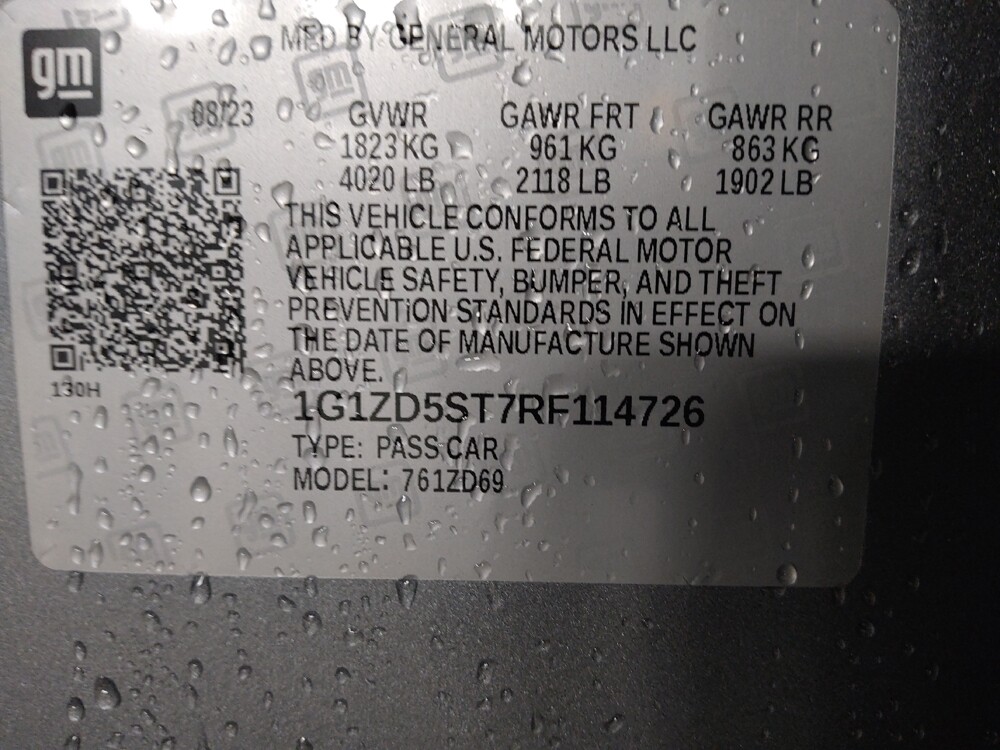 gm
MFD BY GENERAL MOTORS LLC
08/23 GVWR GAWR FRT GAWR RR
1823 KG 961 KG 863 KG
4020 LB 2118 LB 1902 LB
THIS VEHICLE CONFORMS TO ALL
APPLICABLE U.S. FEDERAL MOTOR
VEHICLE SAFETY, BUMPER, AND THEFT
PREVENTION STANDARDS IN EFFECT ON
THE DATE OF MANUFACTURE SHOWN
ABOVE.
130H
1G1ZD5ST7RF114726
TYPE: PASS CAR
MODEL: 761ZD69